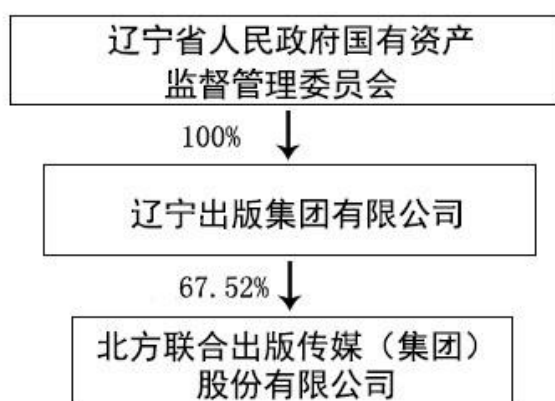 辽宁省人民政府国有资产
监督管理委员会
100%
辽宁出版集团有限公司
67.52%
北方联合出版传媒（集团）
股份有限公司